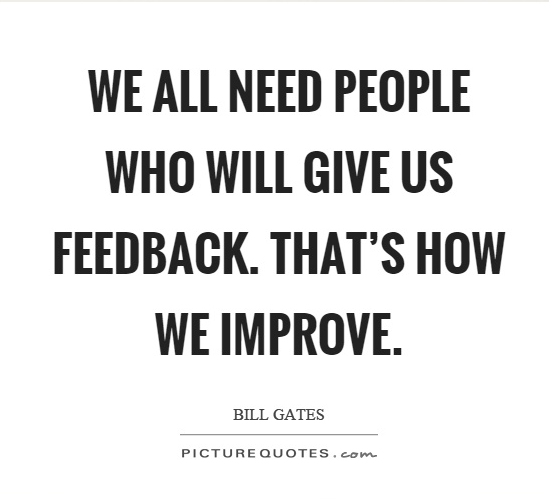 WE ALL NEED PEOPLE
WHO WILL GIVE US
FEEDBACK. THAT’S HOW
WE IMPROVE.
BILL GATES
PICTUREQUOTES.com